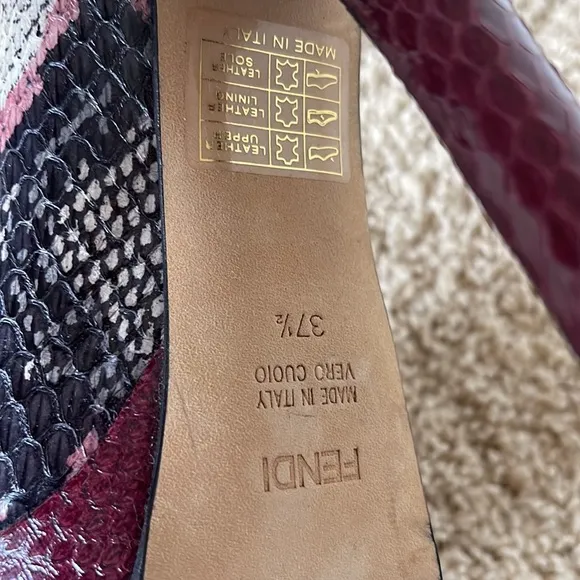 FENDI
MADE IN ITALY
VERO CUOIO
37½
LEATHER UPPER
LEATHER LINING
LEATHER SOLE
MADE IN ITALY